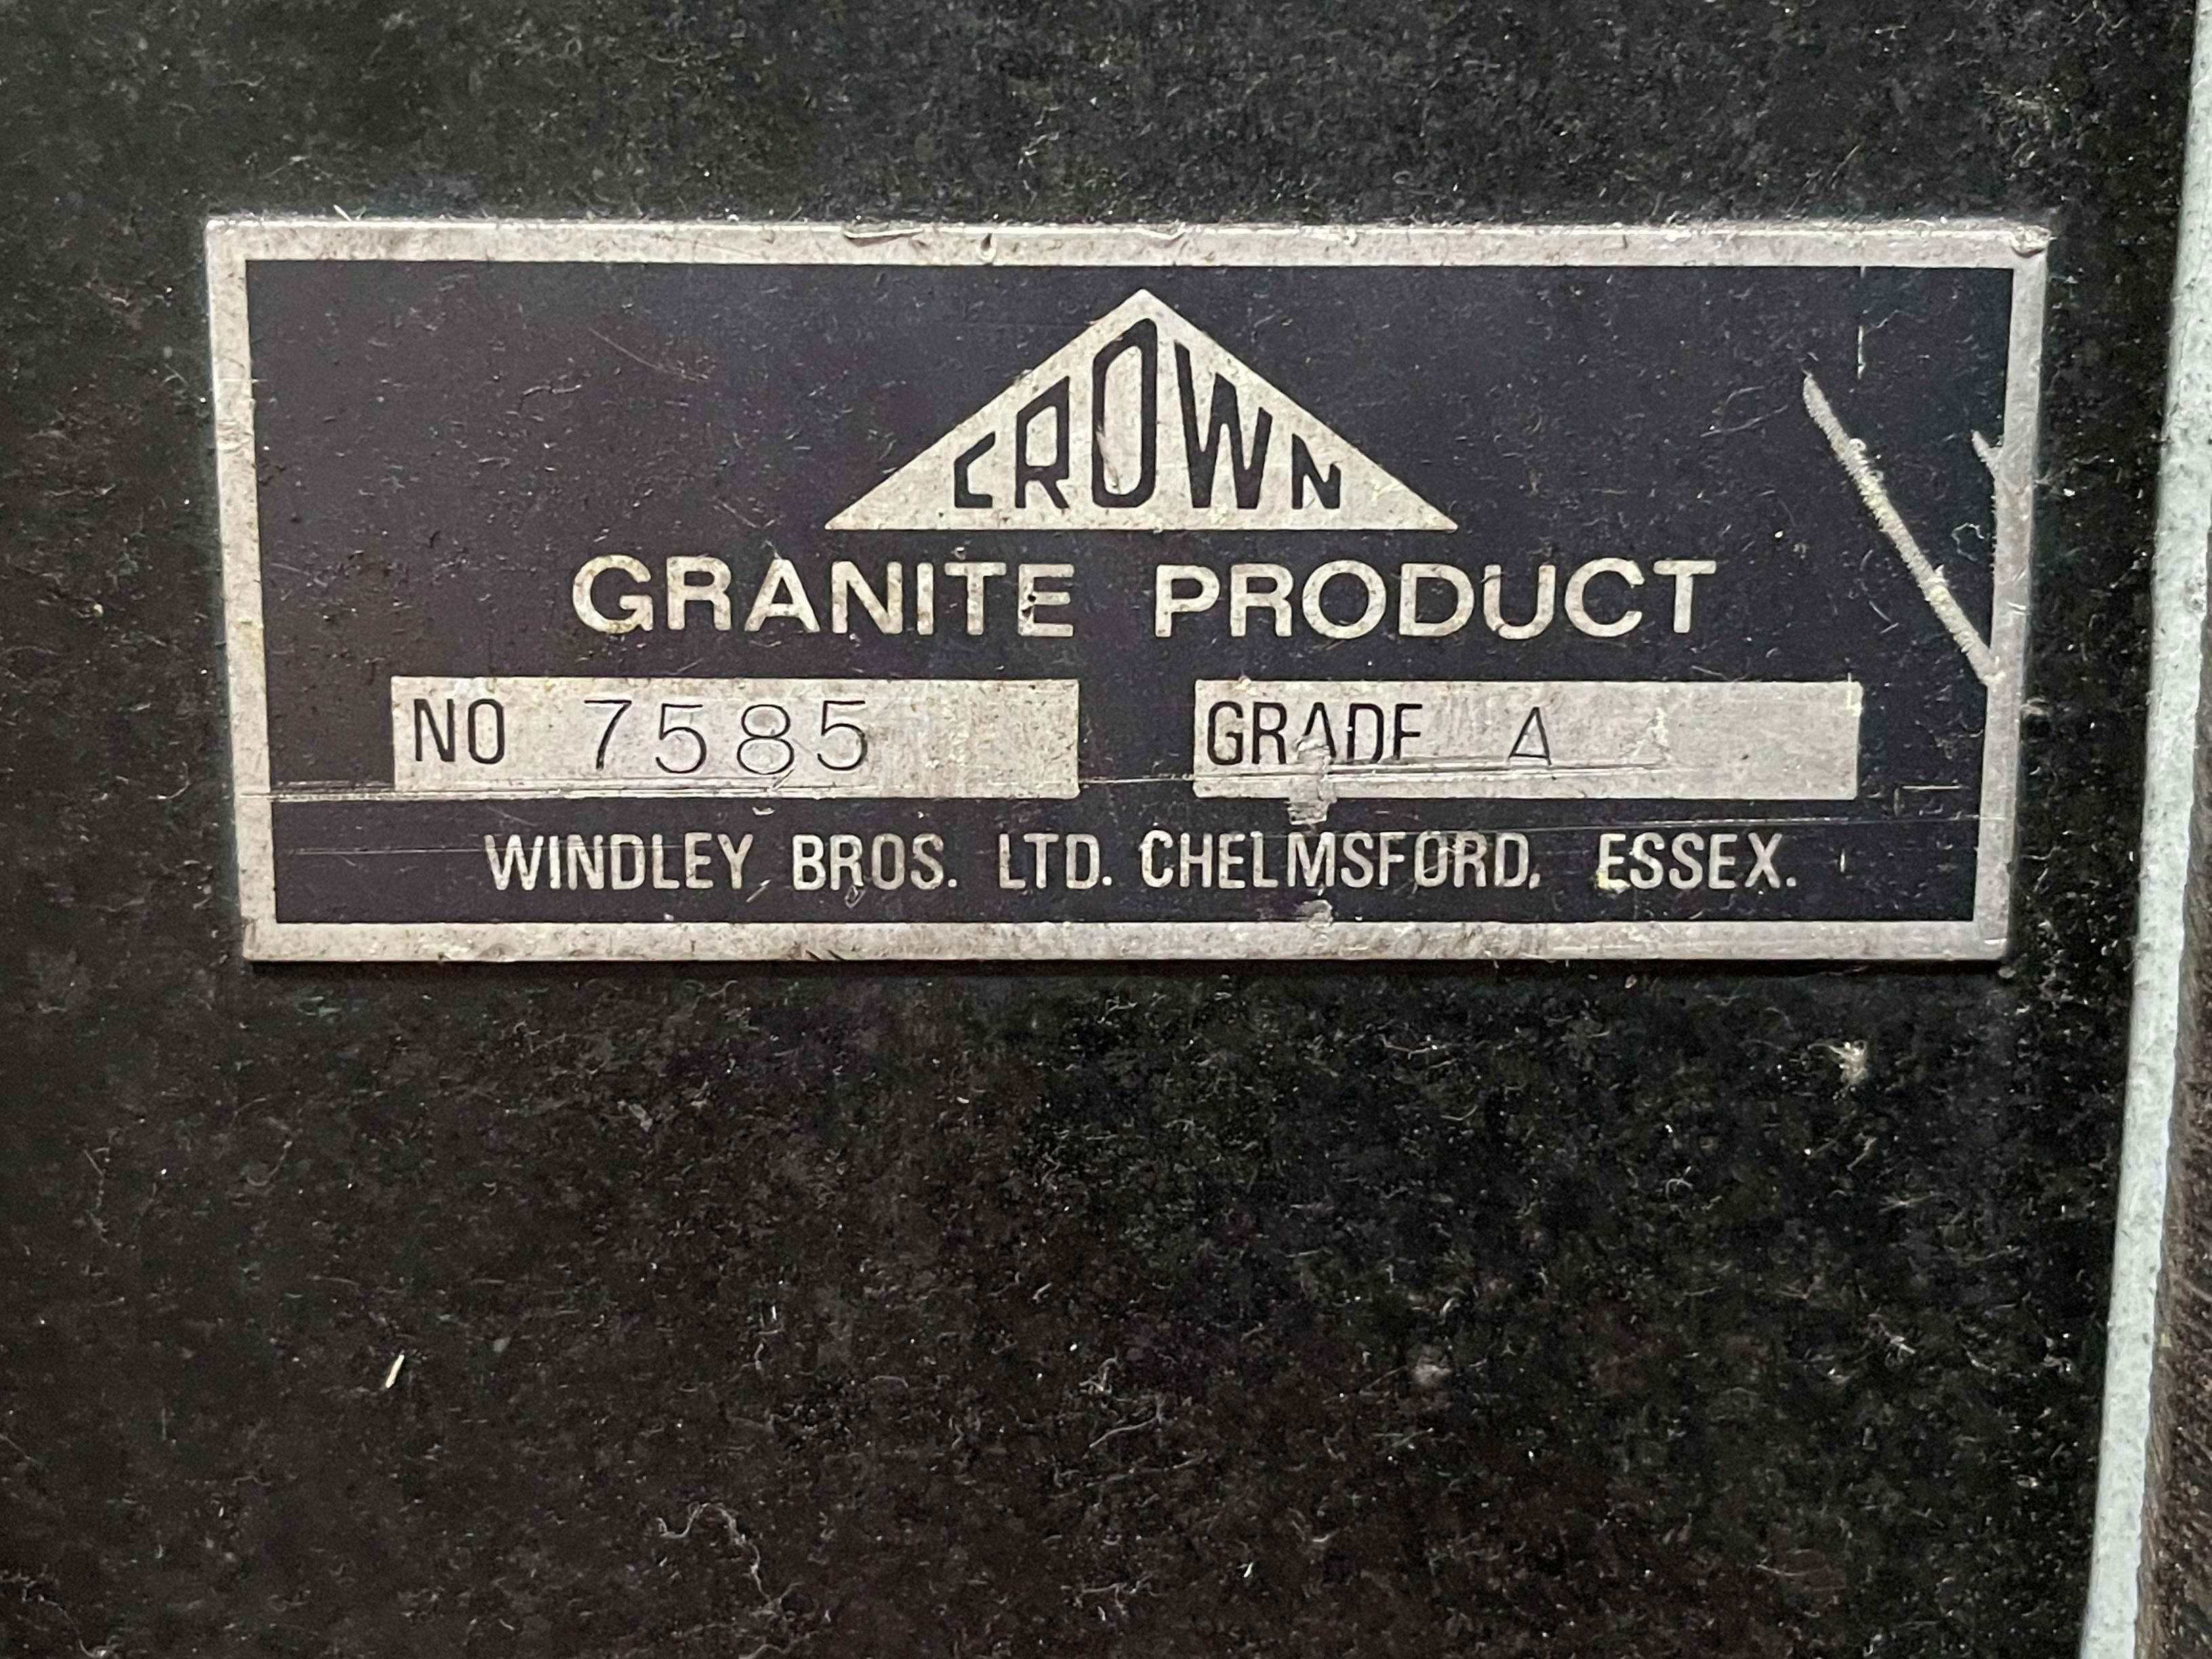 CROWN
GRANITE PRODUCT
NO 7585 GRADE A
WINDLEY BROS. LTD. CHELMSFORD, ESSEX.